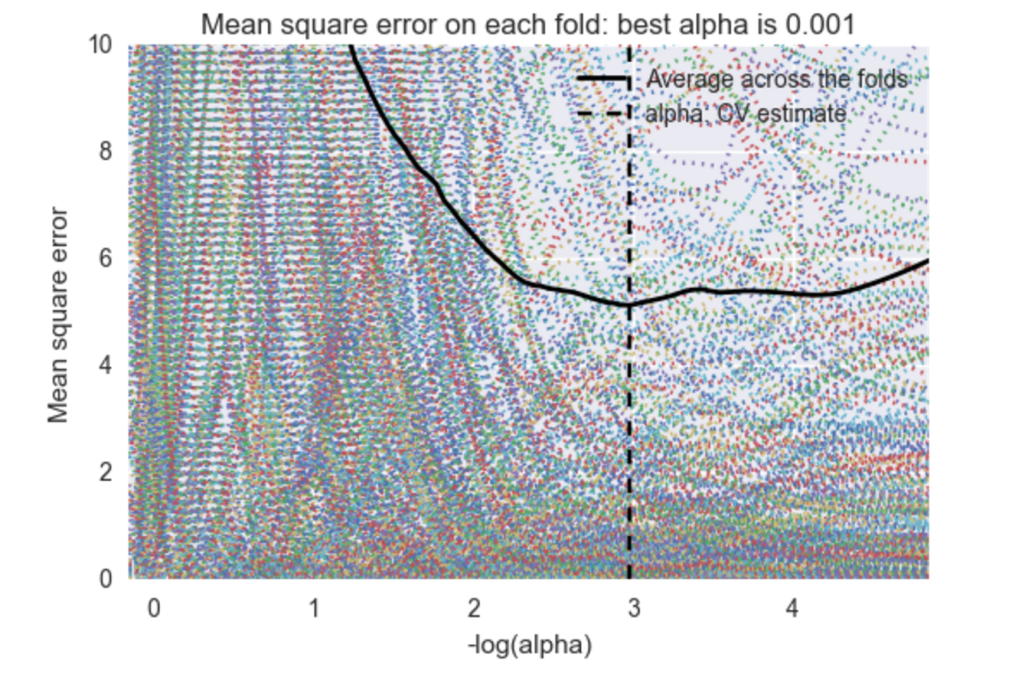 Mean square error on each fold: best alpha is 0.001
10
8
6
4
2
0
Mean square error
Average across the folds
alpha: CV estimate
0 1 2 3 4
-log(alpha)